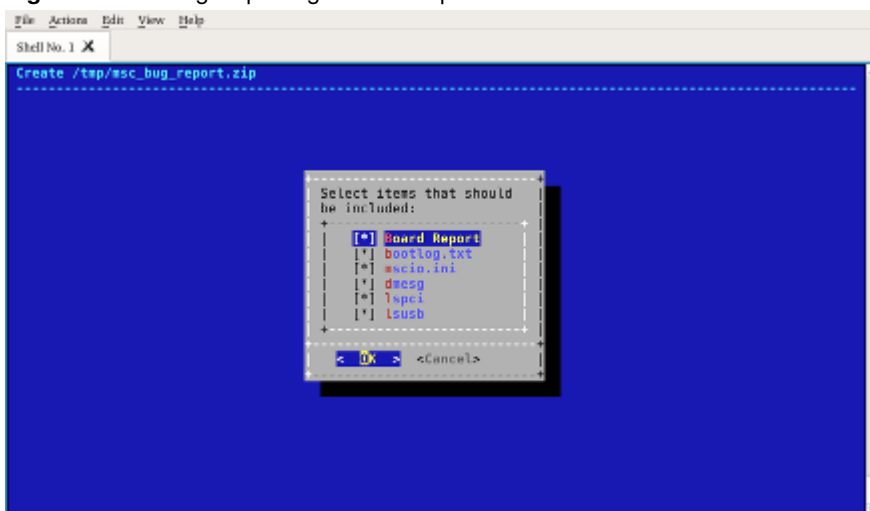 File Actions Edit View Help
Shell No. 1 X
Create /tmp/msc_bug_report.zip
Select items that should
be included:
[*] Board Report
[*] bootlog.txt
[*] mscio.ini
[*] dmesg
[*] lspci
[*] lsusb
< OK > <Cancel>